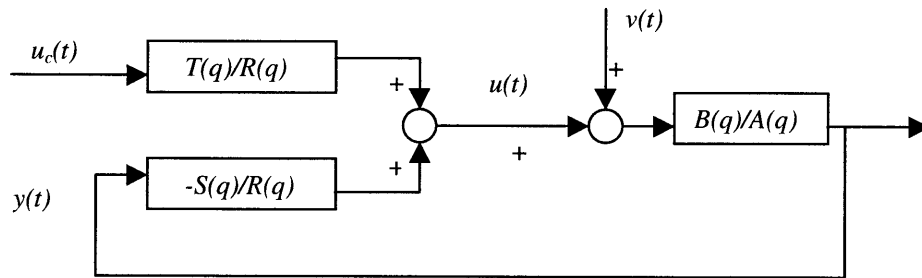 v(t)
u_c(t)
T(q)/R(q)
+
+
u(t)
B(q)/A(q)
+
+
-S(q)/R(q)
y(t)